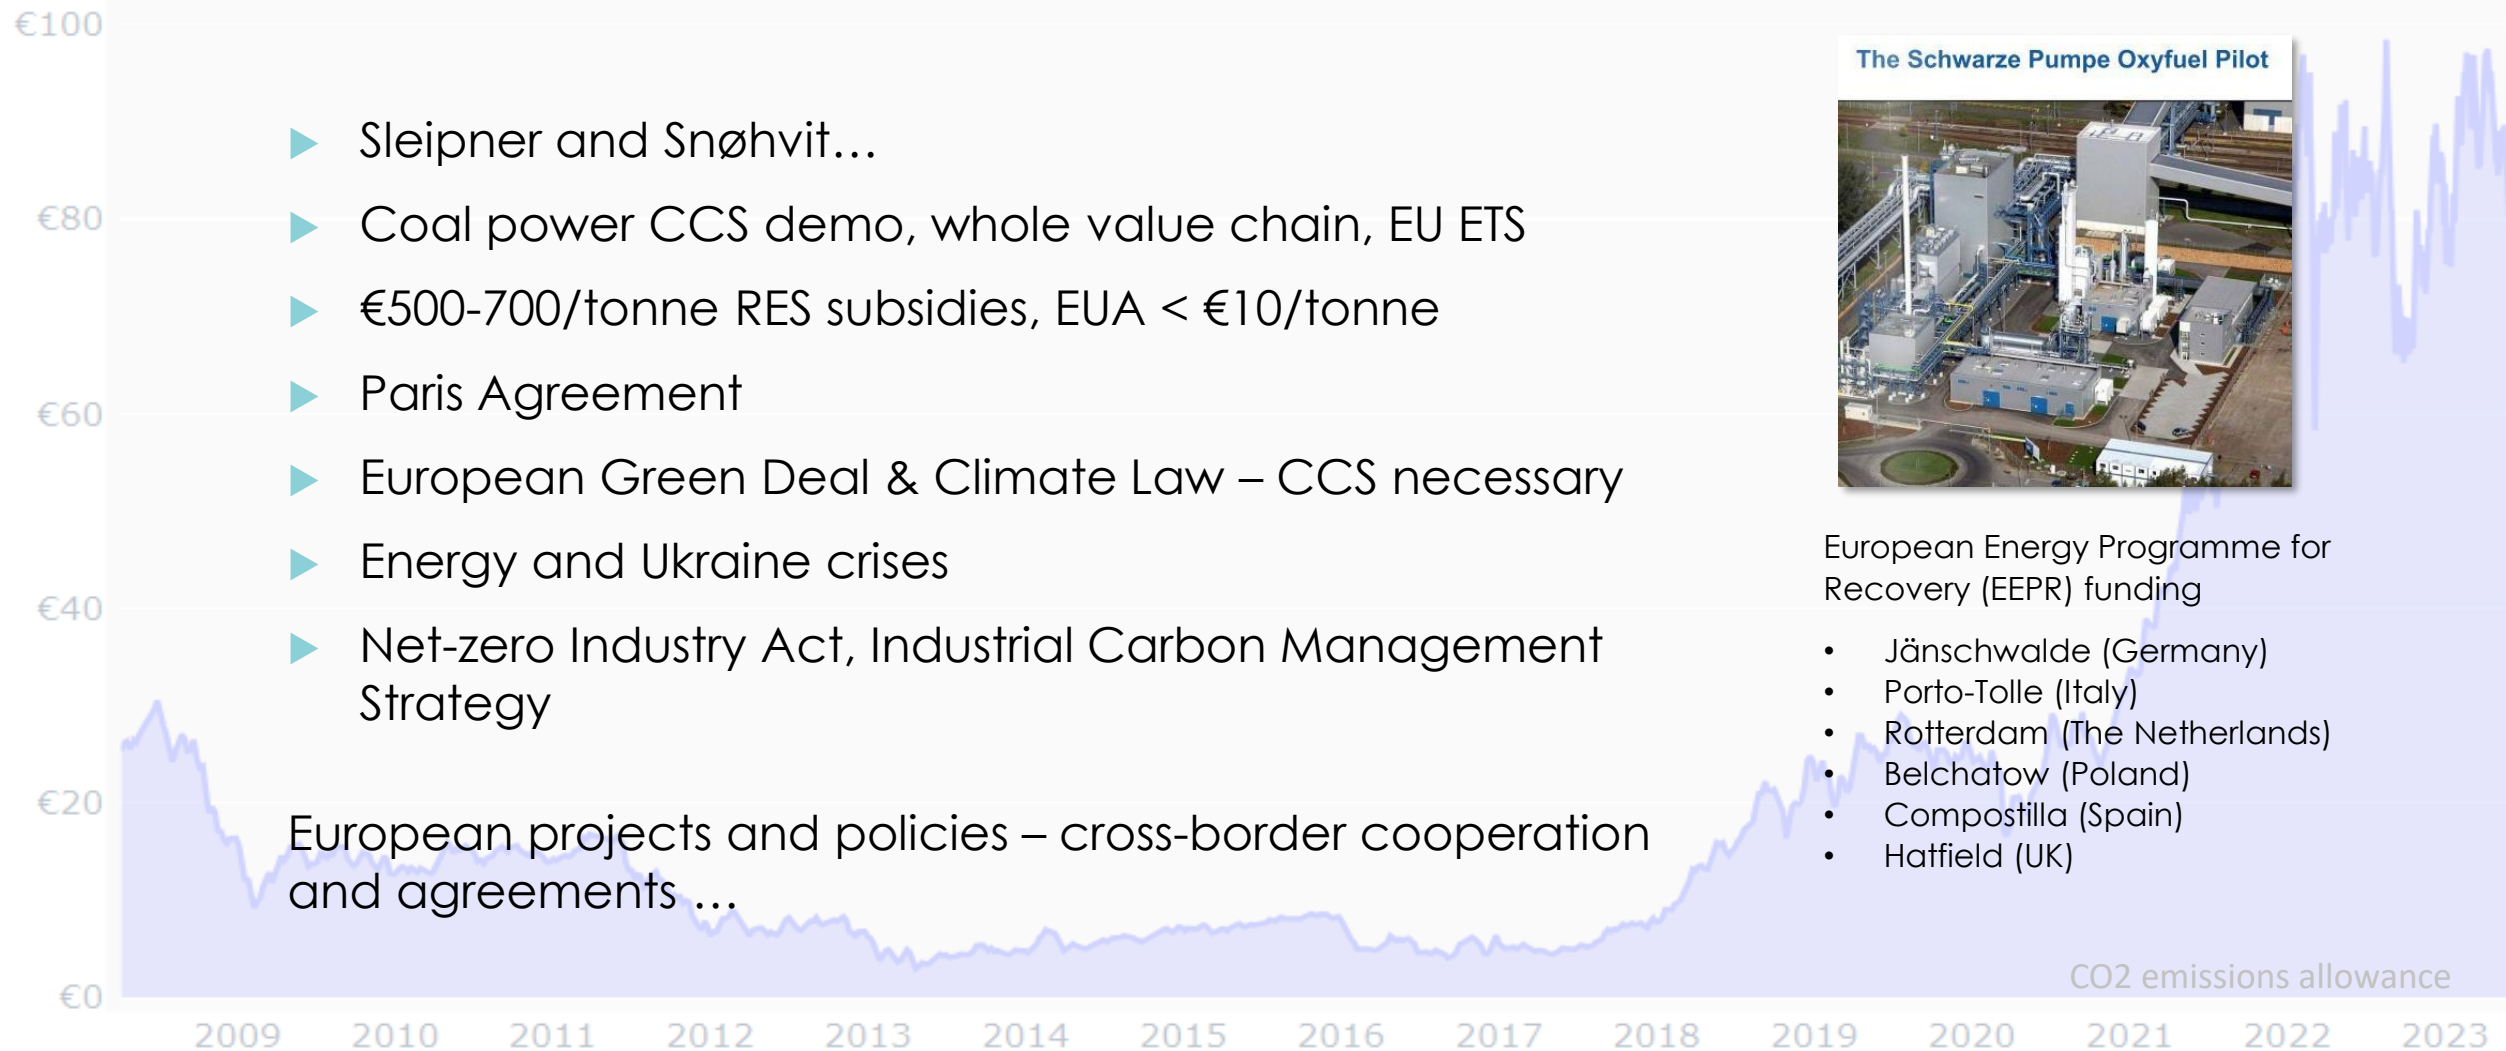 €100
€80
€60
€40
€20
€0
▶ Sleipner and Snøhvit…
▶ Coal power CCS demo, whole value chain, EU ETS
▶ €500-700/tonne RES subsidies, EUA < €10/tonne
▶ Paris Agreement
▶ European Green Deal & Climate Law – CCS necessary
▶ Energy and Ukraine crises
▶ Net-zero Industry Act, Industrial Carbon Management
Strategy
European projects and policies – cross-border cooperation
and agreements …
The Schwarze Pumpe Oxyfuel Pilot
European Energy Programme for
Recovery (EEPR) funding
• Jänschwalde (Germany)
• Porto-Tolle (Italy)
• Rotterdam (The Netherlands)
• Belchatow (Poland)
• Compostilla (Spain)
• Hatfield (UK)
CO2 emissions allowance
2009 2010 2011 2012 2013 2014 2015 2016 2017 2018 2019 2020 2021 2022 2023